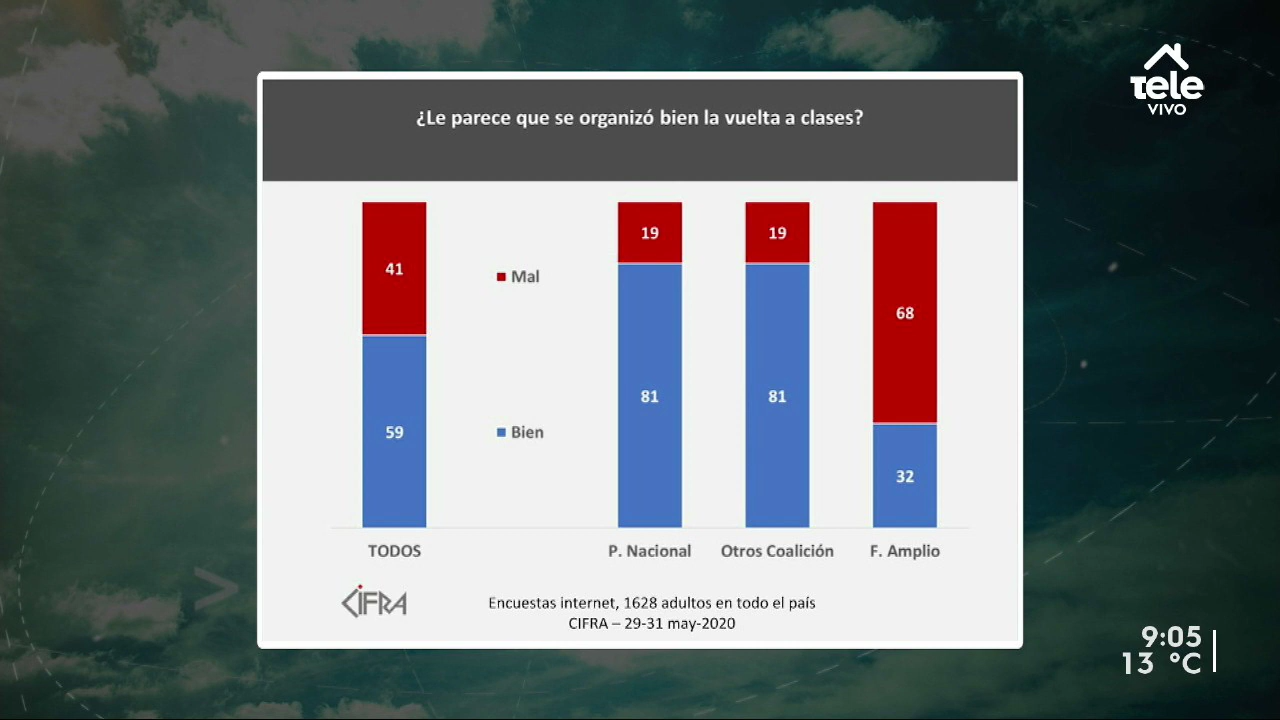 tele
VIVO
¿Le parece que se organizó bien la vuelta a clases?
41
59
Mal
Bien
19
81
19
81
68
32
TODOS
P. Nacional
Otros Coalición
F. Amplio
CIFRA
Encuestas internet, 1628 adultos en todo el país
CIFRA – 29-31 may-2020
9:05
13 °C